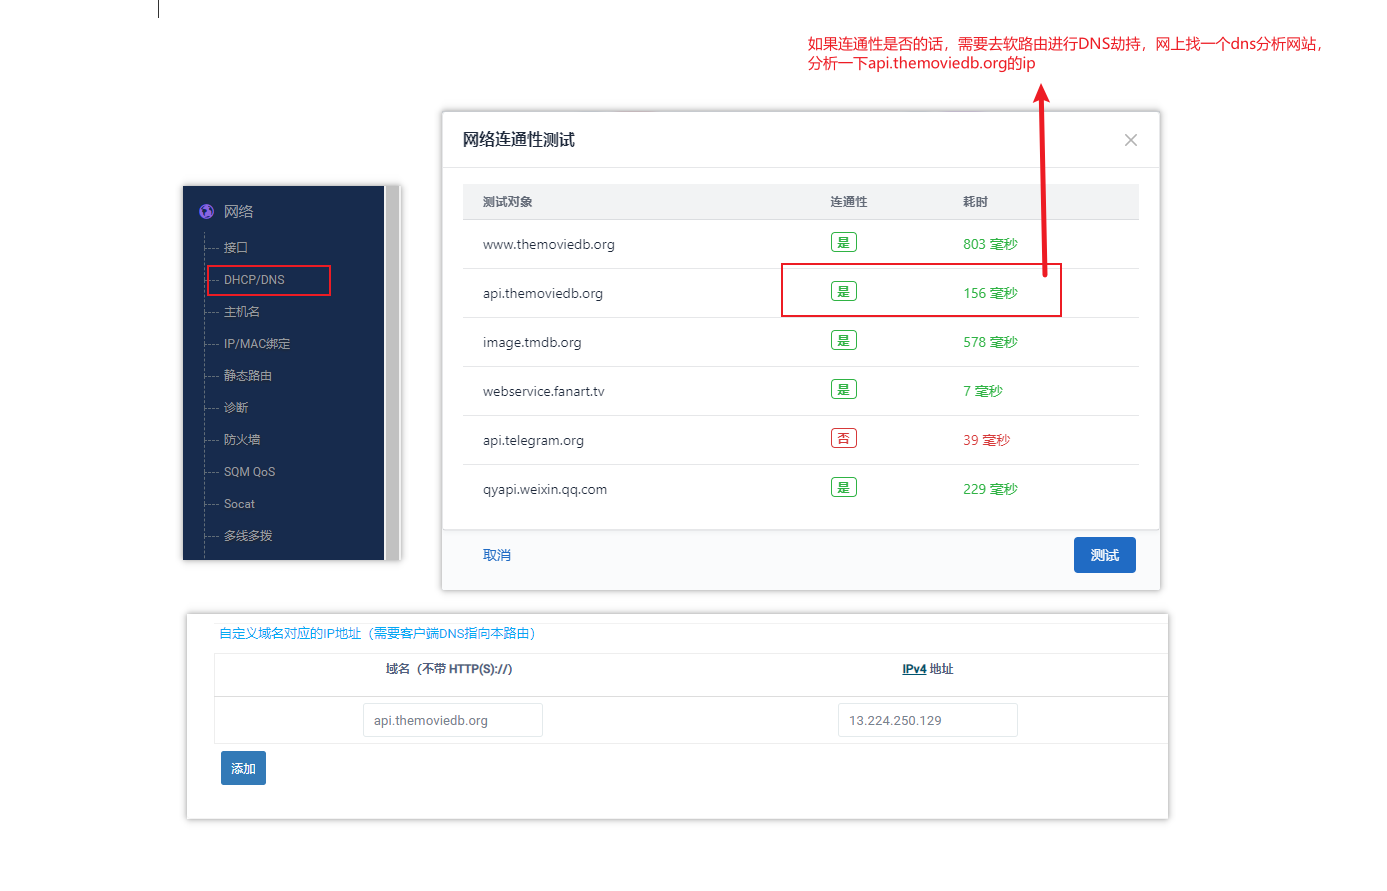 如果连通性是否的话，需要去软路由进行DNS劫持，网上找一个dns分析网站，
分析一下api.themoviedb.org的ip
网络连通性测试
测试对象 连通性 耗时
www.themoviedb.org 是 803 毫秒
api.themoviedb.org 是 156 毫秒
image.tmdb.org 是 578 毫秒
webservice.fanart.tv 是 7 毫秒
api.telegram.org 否 39 毫秒
qyapi.weixin.qq.com 是 229 毫秒
取消 测试
网络
接口
DHCP/DNS
主机名
IP/MAC绑定
静态路由
诊断
防火墙
SQM QoS
Socat
多线多拨
自定义域名对应的IP地址（需要客户端DNS指向本路由）
域名（不带 HTTP(S)://） IPv4 地址
api.themoviedb.org 13.224.250.129
添加